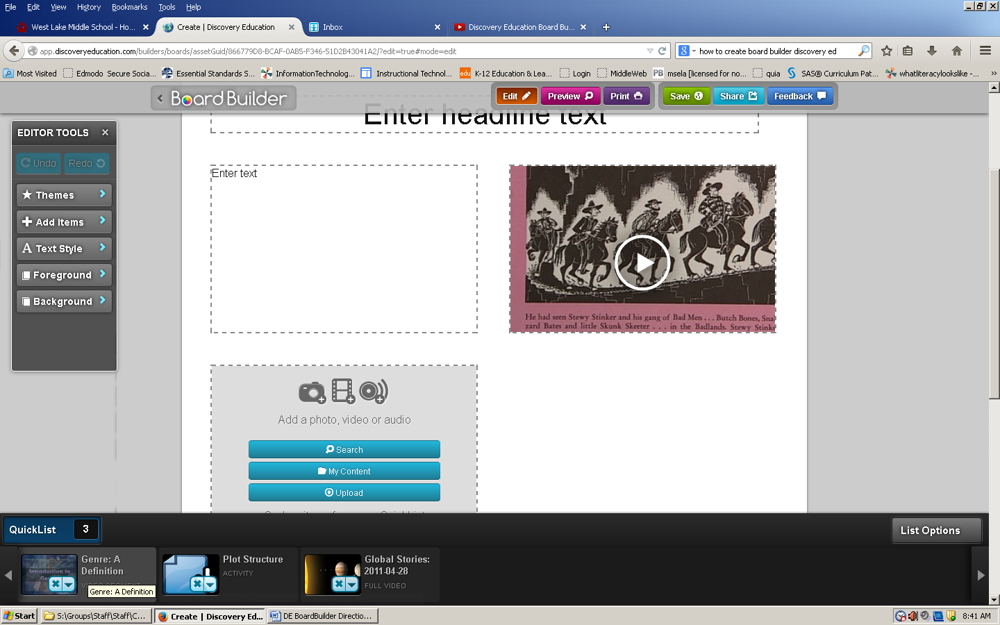 File Edit View History Bookmarks Tools Help
West Lake Middle School - Ho... Create | Discovery Education Inbox Discovery Education Board Bu...
app.discoveryeducation.com/builders/boards/assetGuid/866779D8-BCAF-0AB5-F346-51D2B43041A2/?edit=true#mode=edit how to create board builder discovery ed
Most Visited Edmodo Secure Socia... Essential Standards S... InformationTechnolog... Instructional Technol... edu K-12 Education & Lea... Login MiddleWeb PB msela [licensed for no... quia SAS® Curriculum Pat... whatliteracylookslike - ... »
Board Builder Edit Preview Print Save Share Feedback
Enter headline text
EDITOR TOOLS
Undo Redo
Themes
Add Items
Text Style
Foreground
Background
Enter text
He had seen Stewy Stinker and his gang of Bad Men . . . Butch Bones, Sna
zard Bates and little Skunk Skeeter . . . in the Badlands. Stewy Stink
Add a photo, video or audio
Search
My Content
Upload
QuickList 3 List Options
Introduction to
Genre: A
Definition
Genre: A Definition
Plot Structure
ACTIVITY
Global Stories:
2011-04-28
FULL VIDEO
Start S:\Groups\Staff\Staff\C... Create | Discovery Ed... DE BoardBuilder Directio... 8:41 AM